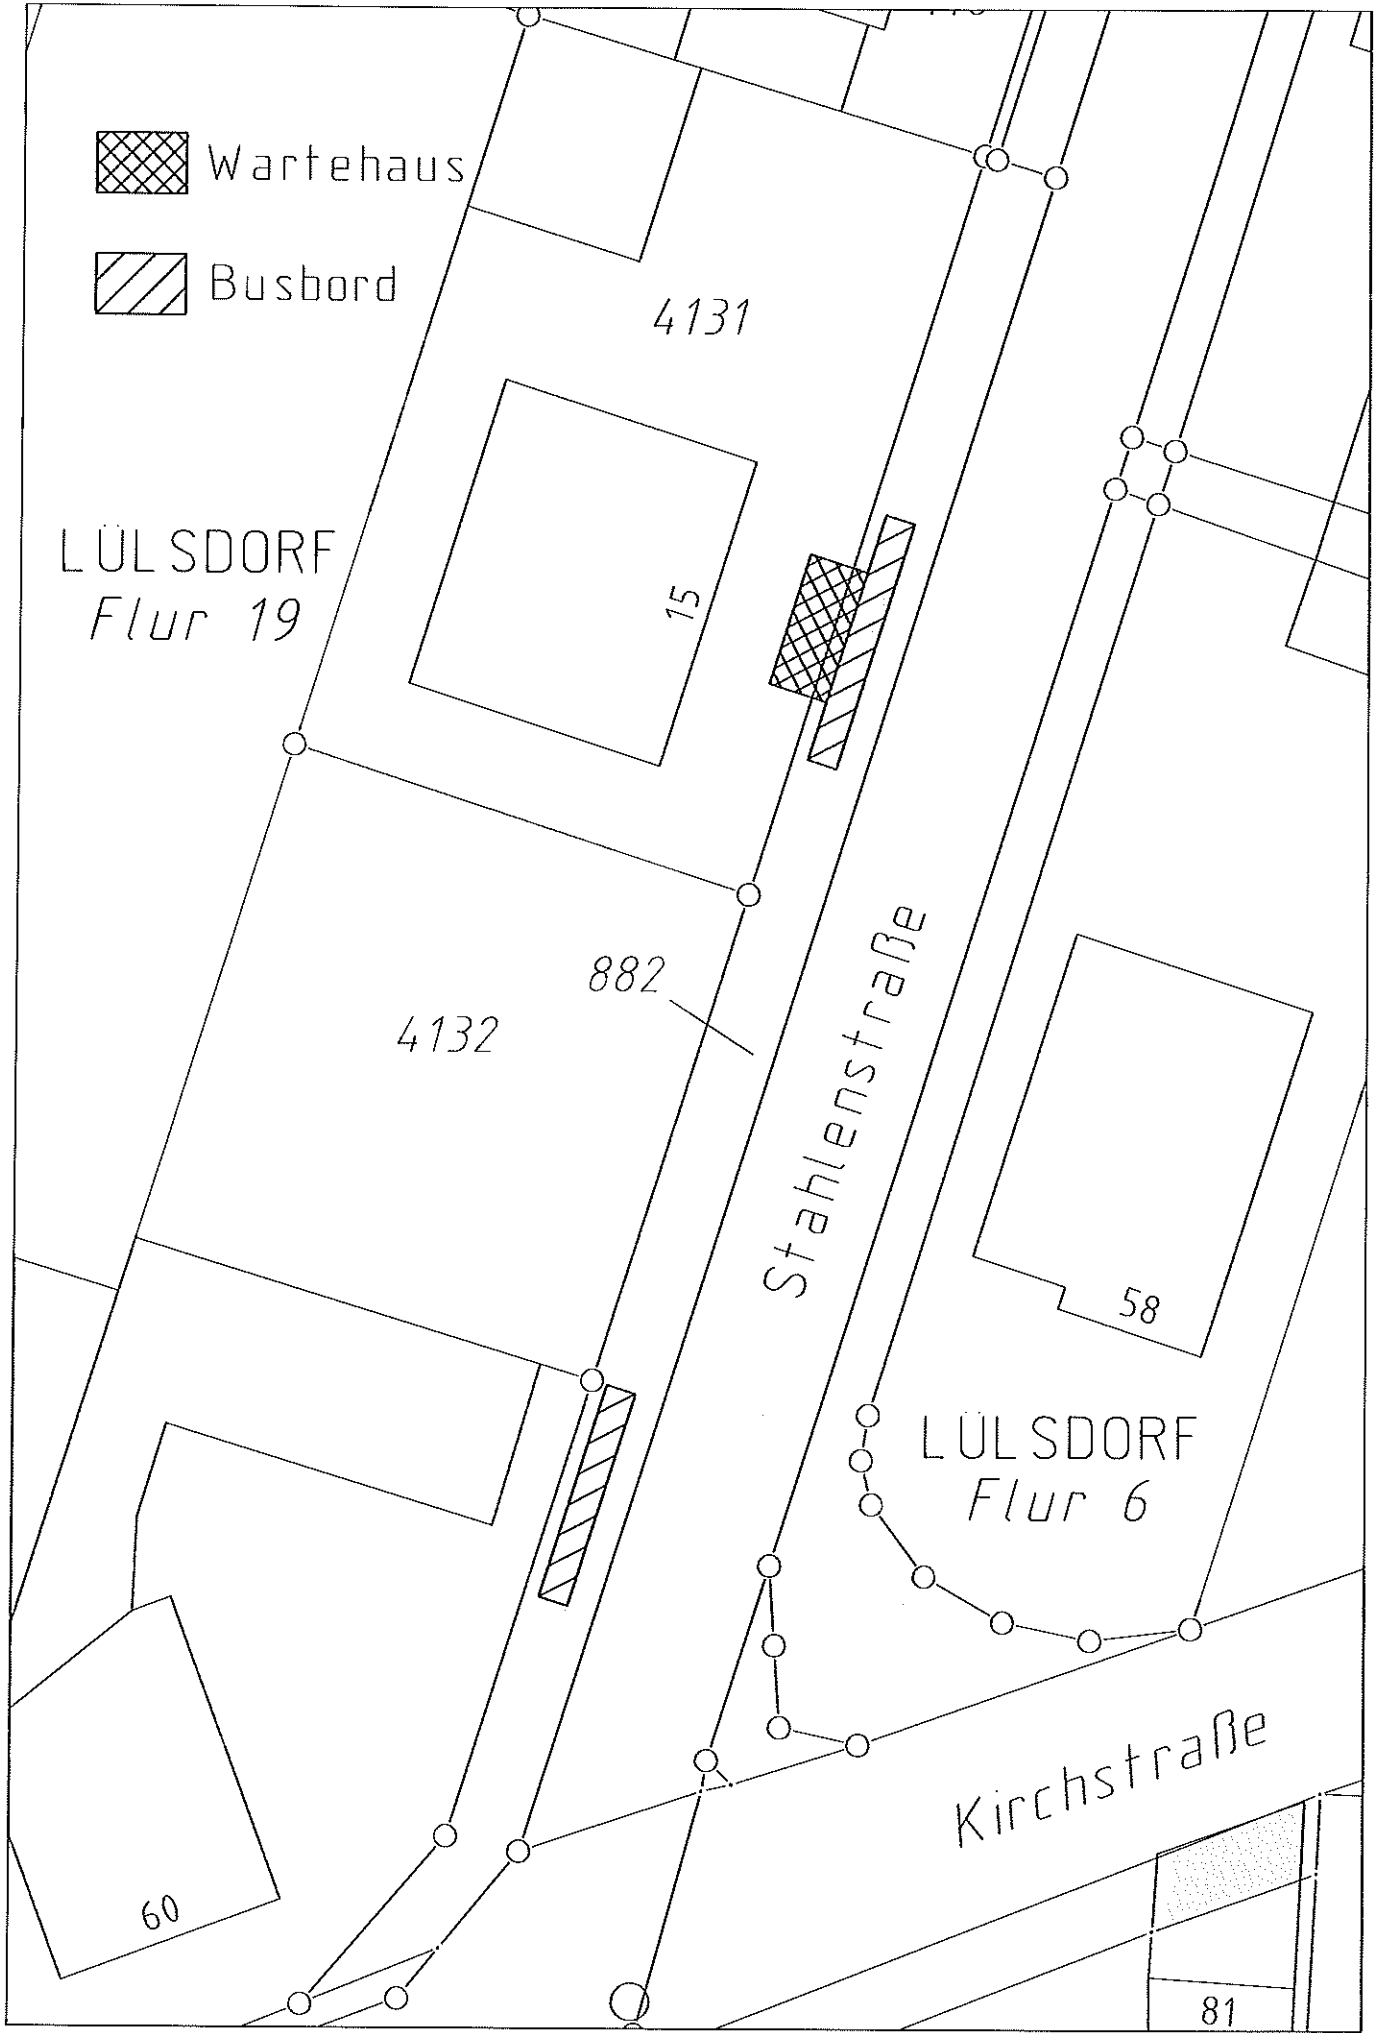 Wartehaus
Busbord
4131
LÜLSDORF
Flur 19
15
882
4132
Stahlenstraße
58
LÜLSDORF
Flur 6
Kirchstraße
60
81